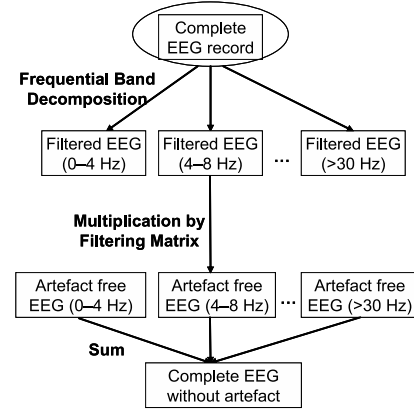 Complete
EEG record
Frequential Band
Decomposition
Filtered EEG
(0–4 Hz)
Filtered EEG
(4–8 Hz)
...
Filtered EEG
(>30 Hz)
Multiplication by
Filtering Matrix
Artefact free
EEG (0–4 Hz)
Artefact free
EEG (4–8 Hz)
...
Artefact free
EEG (>30 Hz)
Sum
Complete EEG
without artefact